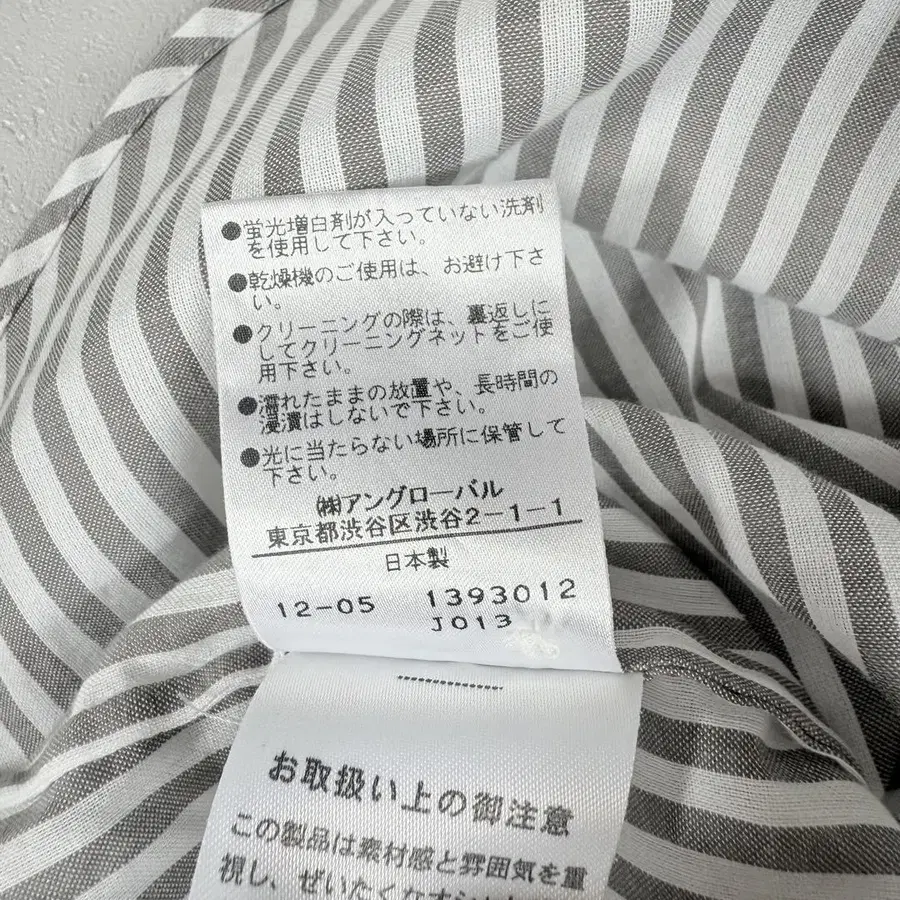 ●蛍光増白剤が入っていない洗剤
を使用して下さい。
●乾燥機のご使用は、お避け下さ
い。
●クリーニングの際は、裏返しに
してクリーニングネットをご使
用下さい。
●濡れたままの放置や、長時間の
浸漬はしないで下さい。
●光に当たらない場所に保管して
下さい。
㈱アングローバル
東京都渋谷区渋谷2-1-1
日本製
12-05 1393012
J013
お取扱い上の御注意
この製品は素材感と雰囲気を重
視し、ぜいたくな